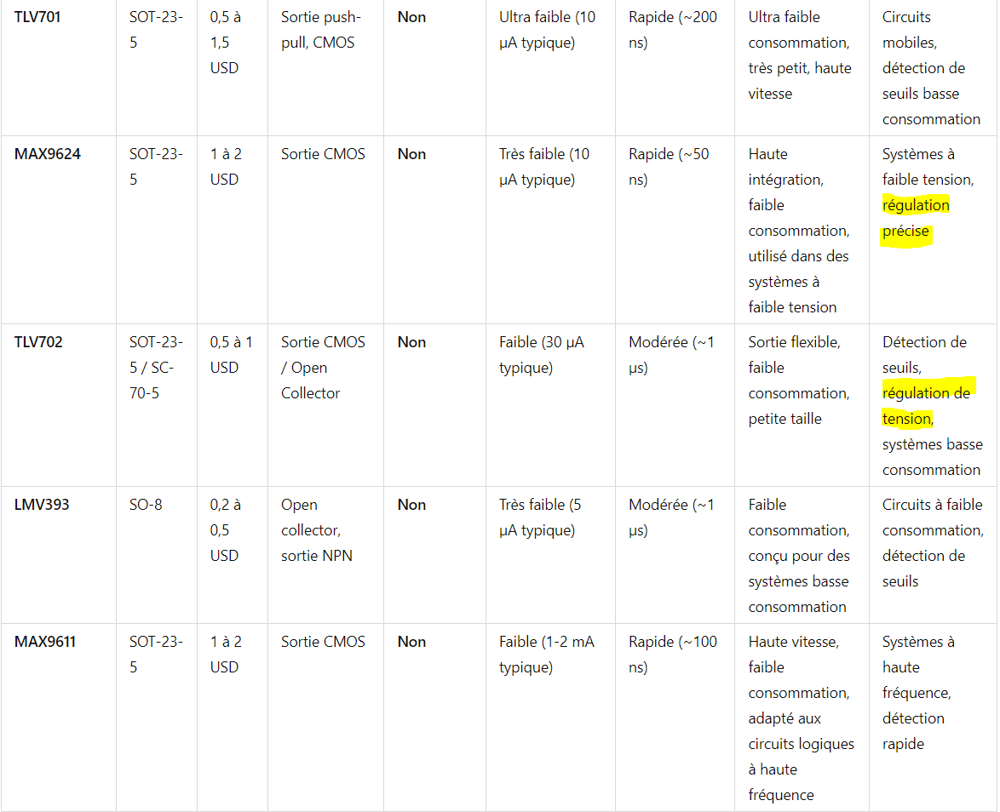 TLV701 SOT-23- 0,5 à Sortie push- Non Ultra faible (10 Rapide (~200 Ultra faible Circuits
5 1,5 pull, CMOS µA typique) ns) consommation, mobiles,
USD très petit, haute détection de
vitesse seuils basse
consommation
MAX9624 SOT-23- 1 à 2 Sortie CMOS Non Très faible (10 Rapide (~50 Haute Systèmes à
5 USD µA typique) ns) intégration, faible tension,
faible régulation
consommation, précise
utilisé dans des
systèmes à
faible tension
TLV702 SOT-23- 0,5 à 1 Sortie CMOS Non Faible (30 µA Modérée (~1 Sortie flexible, Détection de
5 / SC- USD / Open typique) µs) faible seuils,
70-5 Collector consommation, régulation de
petite taille tension,
systèmes basse
consommation
LMV393 SO-8 0,2 à Open Non Très faible (5 Modérée (~1 Faible Circuits à faible
0,5 collector, µA typique) µs) consommation, consommation,
USD sortie NPN conçu pour des détection de
systèmes basse seuils
consommation
MAX9611 SOT-23- 1 à 2 Sortie CMOS Non Faible (1-2 mA Rapide (~100 Haute vitesse, Systèmes à
5 USD typique) ns) faible haute
consommation, fréquence,
adapté aux détection
circuits logiques rapide
à haute
fréquence